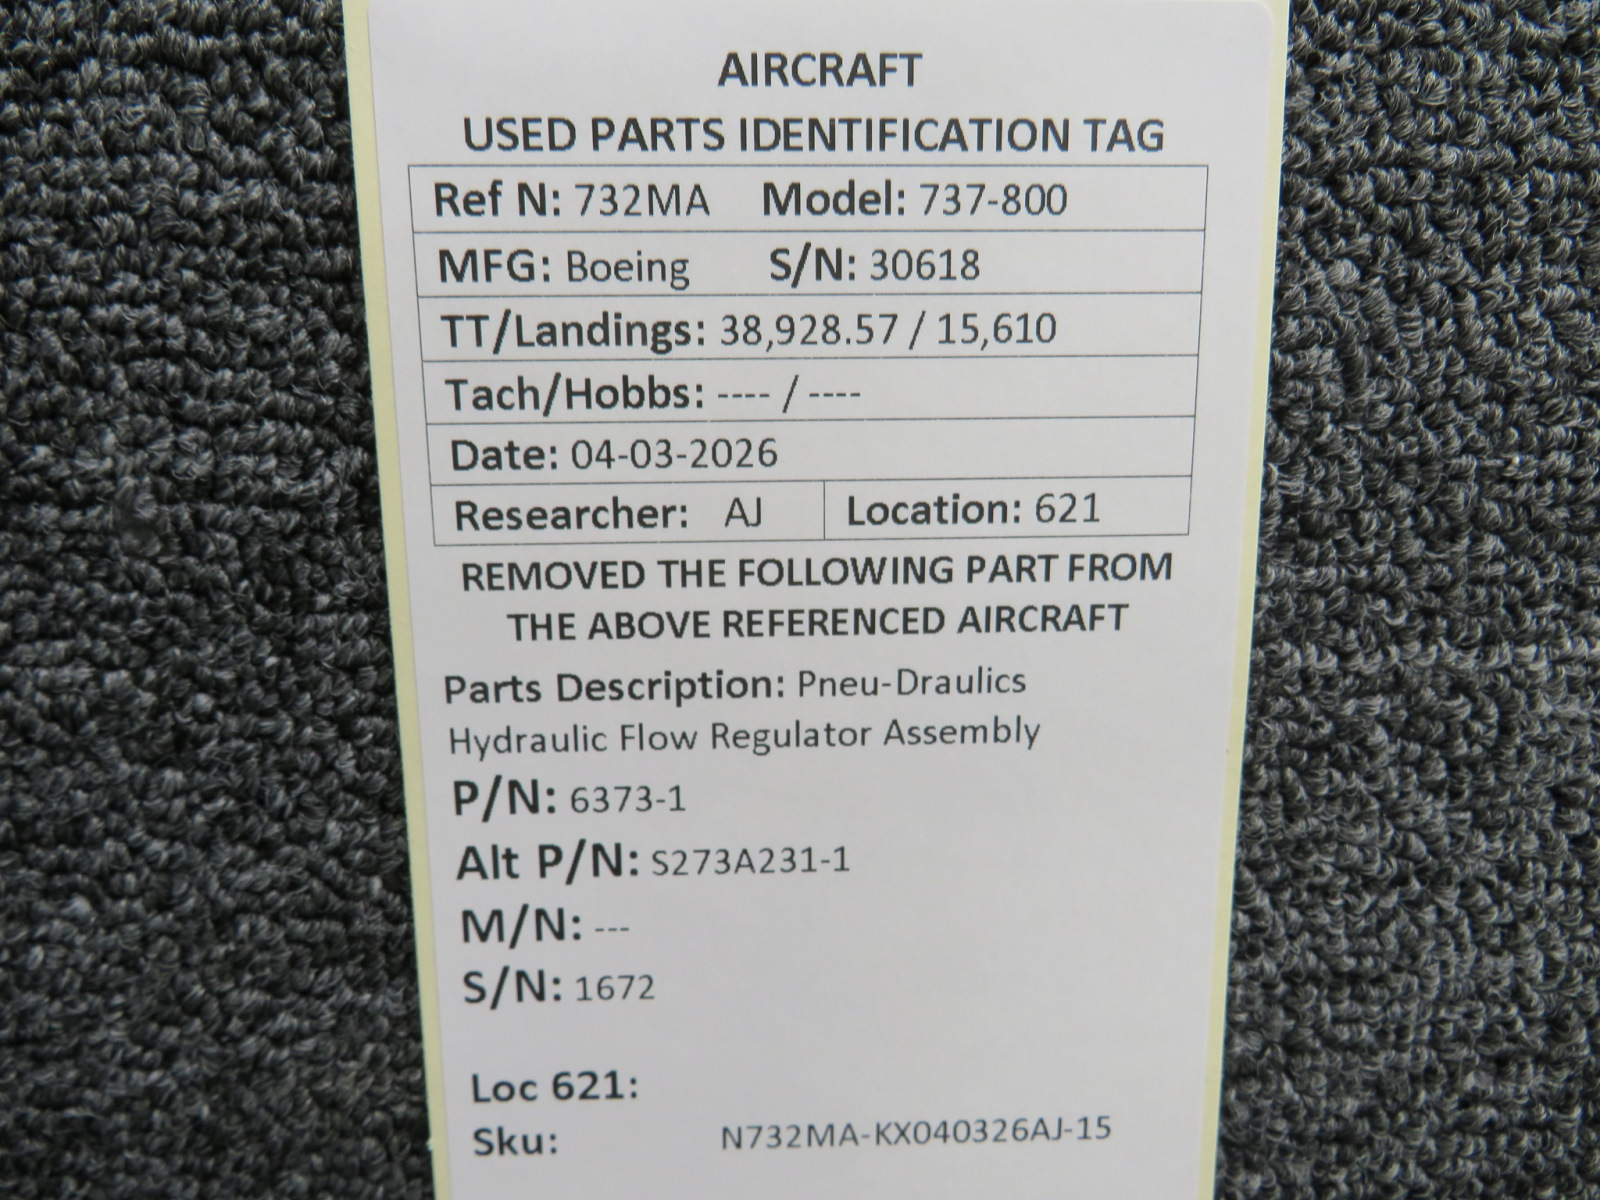 AIRCRAFT
USED PARTS IDENTIFICATION TAG
Ref N: 732MA Model: 737-800
MFG: Boeing S/N: 30618
TT/Landings: 38,928.57 / 15,610
Tach/Hobbs: ---- / ----
Date: 04-03-2026
Researcher: AJ Location: 621
REMOVED THE FOLLOWING PART FROM
THE ABOVE REFERENCED AIRCRAFT
Parts Description: Pneu-Draulics
Hydraulic Flow Regulator Assembly
P/N: 6373-1
Alt P/N: S273A231-1
M/N: ---
S/N: 1672
Loc 621:
Sku: N732MA-KX040326AJ-15